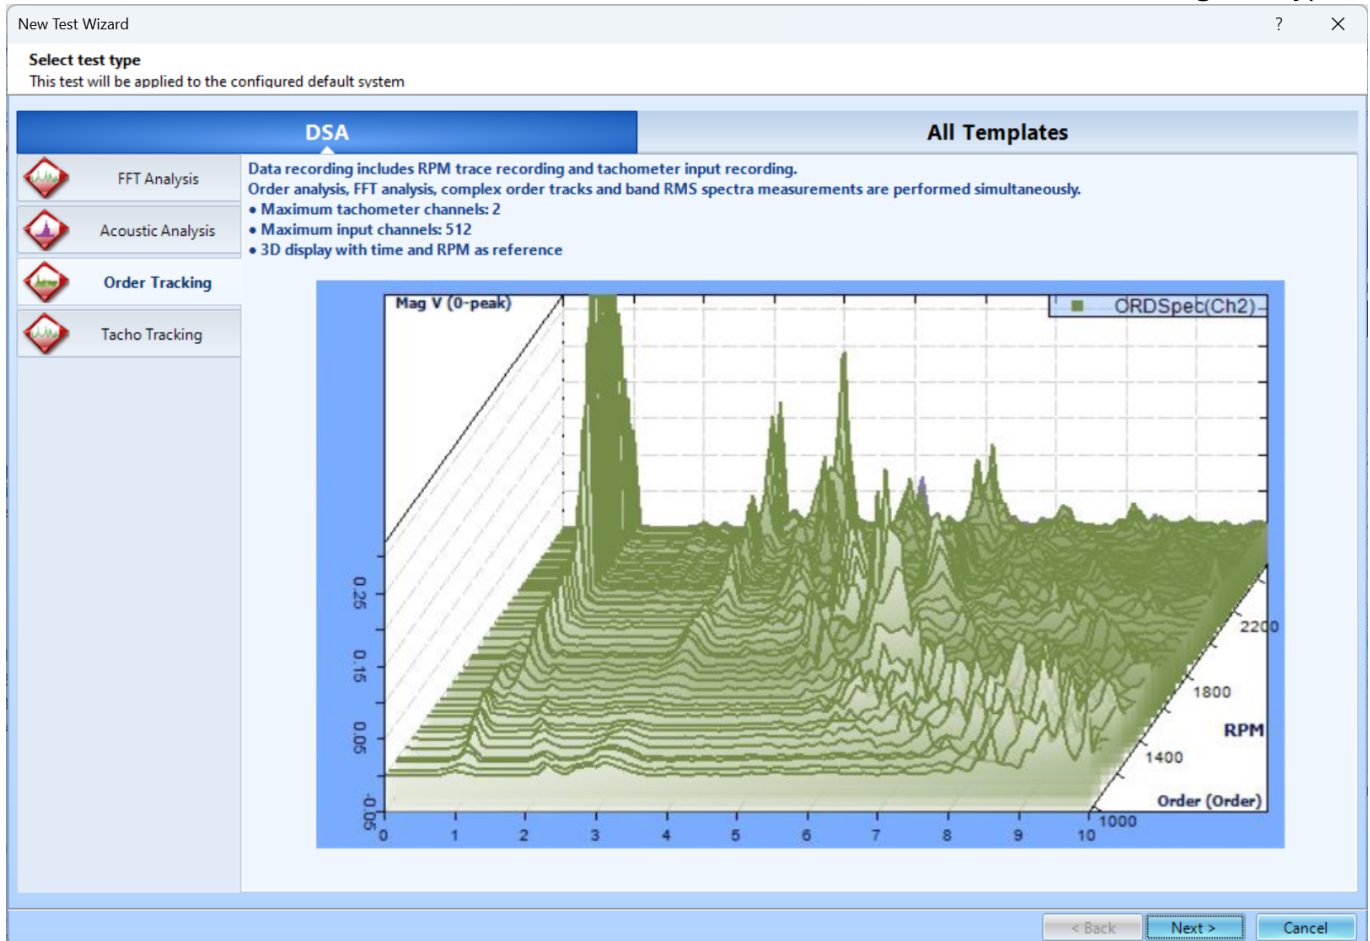 New Test Wizard
?
Select test type
This test will be applied to the configured default system
DSA
All Templates
FFT Analysis
Acoustic Analysis
Order Tracking
Tacho Tracking
Data recording includes RPM trace recording and tachometer input recording.
Order analysis, FFT analysis, complex order tracks and band RMS spectra measurements are performed simultaneously.
• Maximum tachometer channels: 2
• Maximum input channels: 512
• 3D display with time and RPM as reference
Mag V (0-peak)
ORDSpec(Ch2)
0.25
0.15
0.05
-0.05
2200
1800
RPM
1400
Order (Order)
1000
0 1 2 3 4 5 6 7 8 9 10
< Back
Next >
Cancel